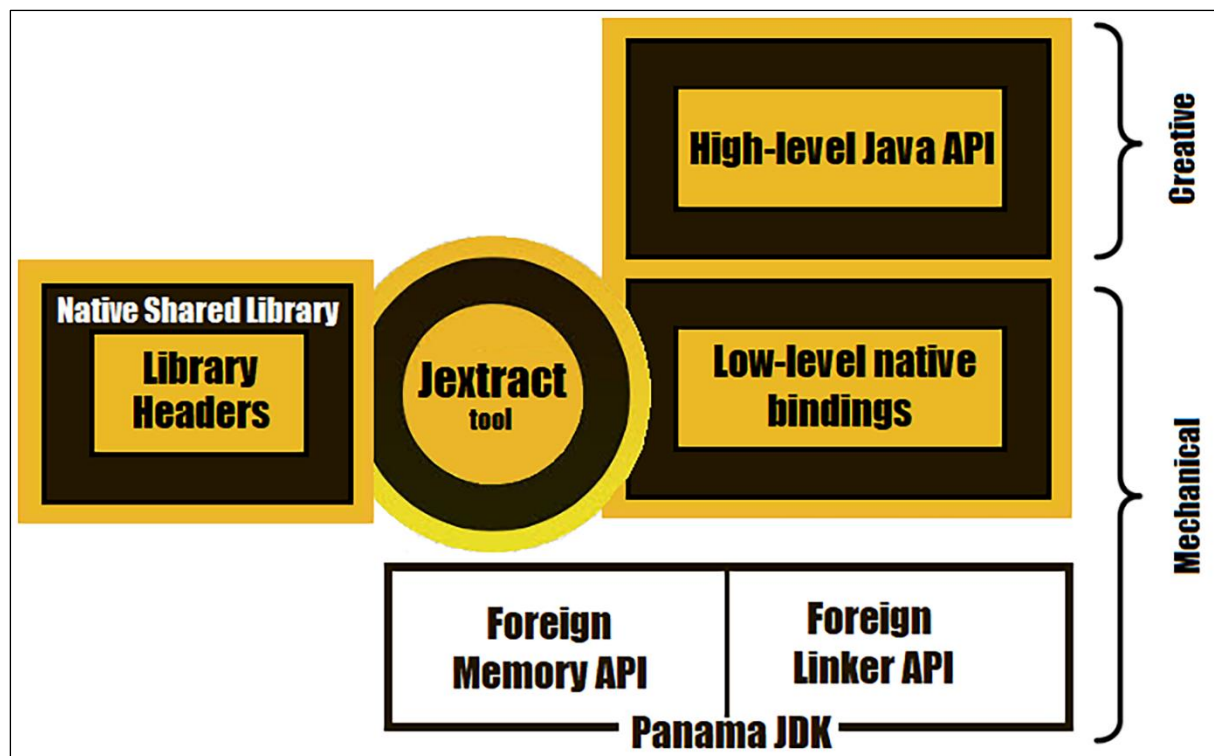 High-level Java API
Creative
Native Shared Library
Library
Headers
Jextract
tool
Low-level native
bindings
Mechanical
Foreign
Memory API
Foreign
Linker API
Panama JDK